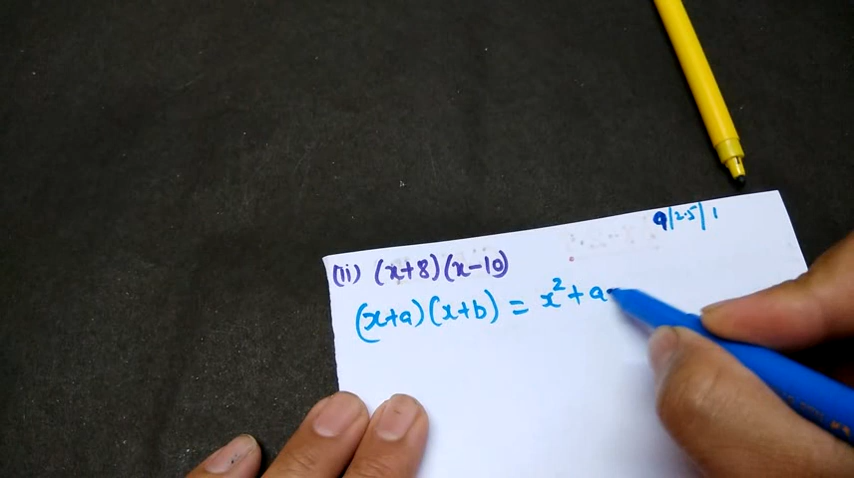 9/2.5/1
(ii) (x+8)(x-10)
(x+a)(x+b) = x² + a